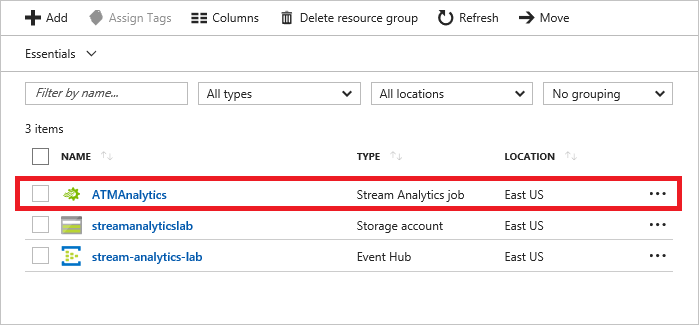 Add Assign Tags Columns Delete resource group Refresh Move
Essentials
Filter by name... All types All locations No grouping
3 items
NAME TYPE LOCATION
ATMAnalytics Stream Analytics job East US
streamanalyticslab Storage account East US
stream-analytics-lab Event Hub East US